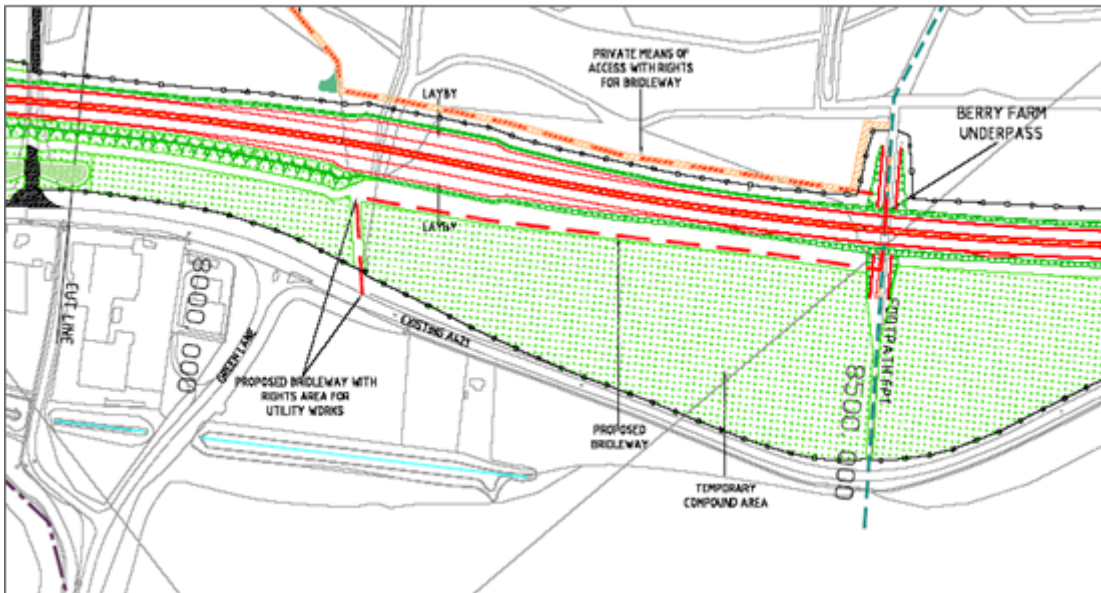 PRIVATE MEANS OF
ACCESS WITH RIGHTS
FOR BRIDLEWAY
LAYBY
BERRY FARM
UNDERPASS
LAYBY
CUT LINE
8000, 000
GREEN LANE
EXISTING A421
FOOTPATH
8500, 000
PROPOSED BRIDLEWAY WITH
RIGHTS AREA FOR
UTILITY WORKS
PROPOSED
BRIDLEWAY
TEMPORARY
COMPOUND AREA